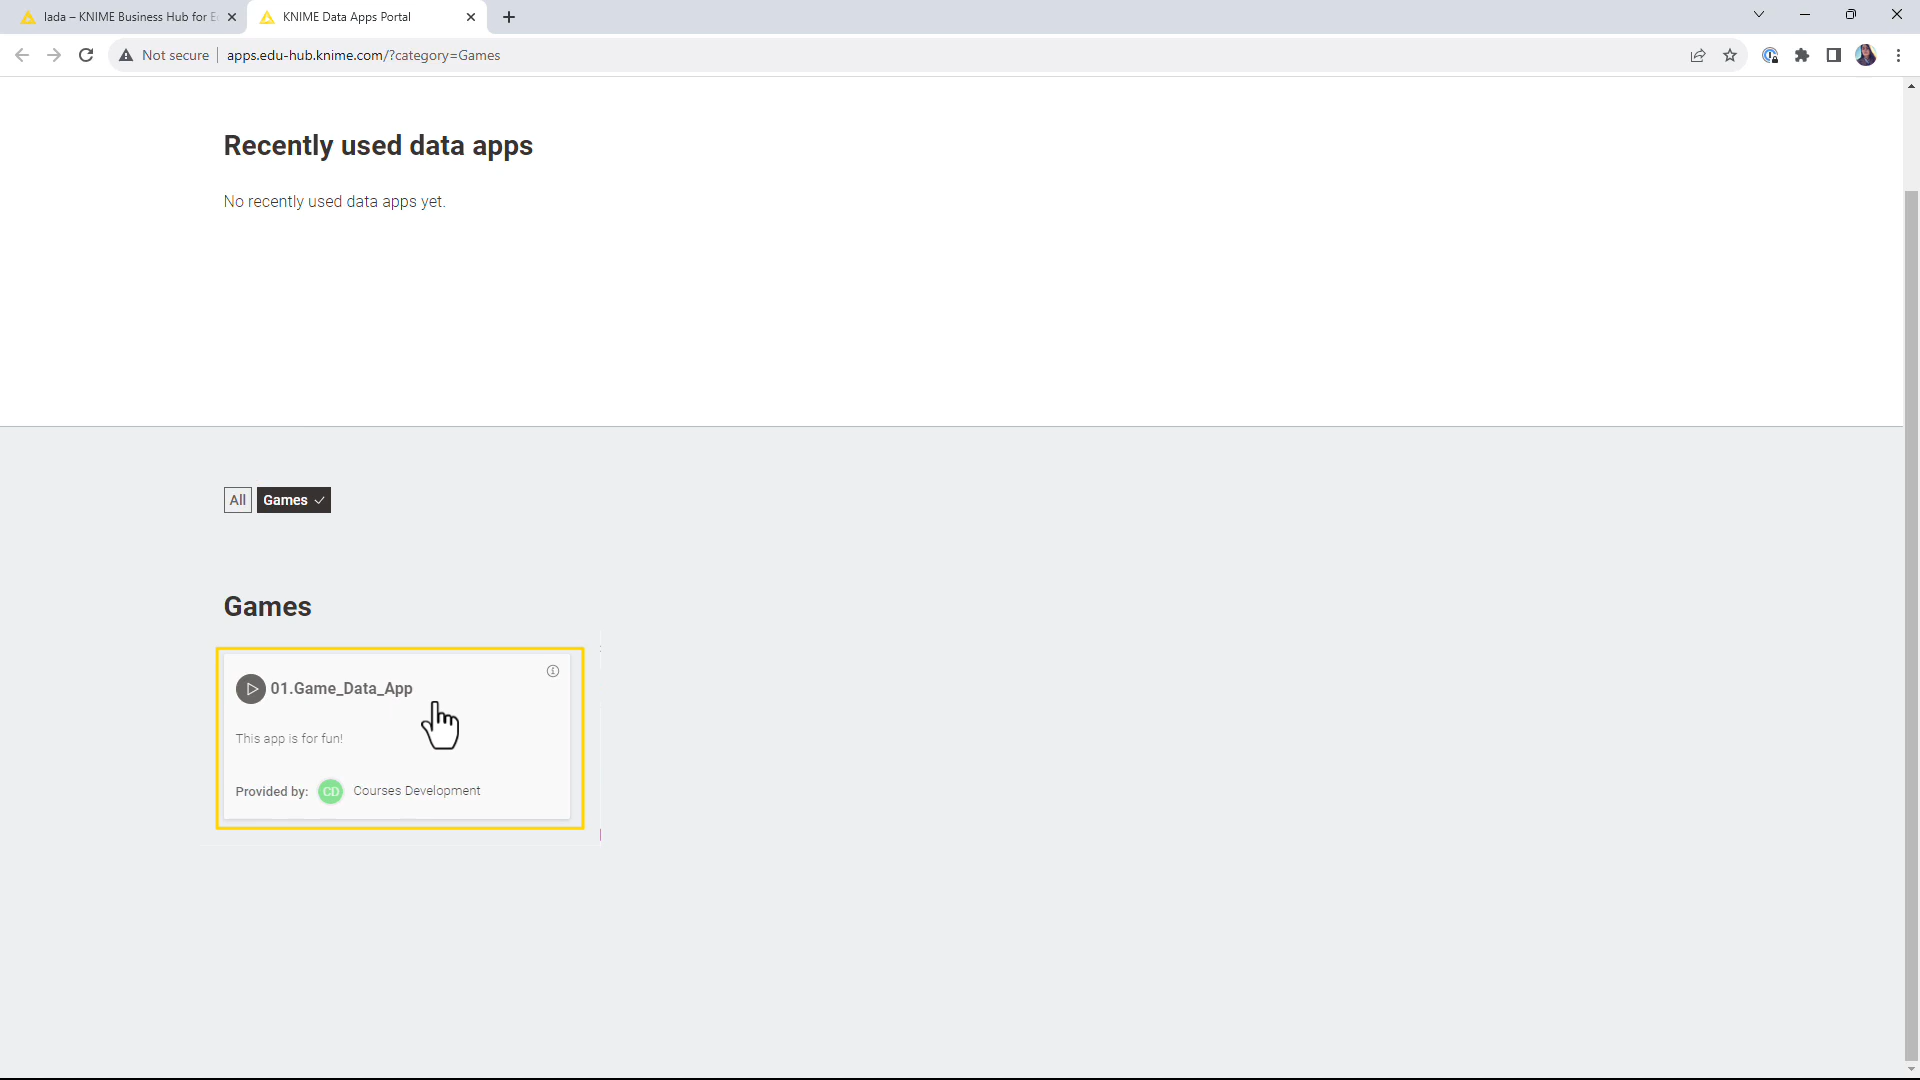 lada – KNIME Business Hub for E
KNIME Data Apps Portal
Not secure
apps.edu-hub.knime.com/?category=Games
Recently used data apps
No recently used data apps yet.
All
Games
Games
01.Game_Data_App
This app is for fun!
Provided by: CD Courses Development